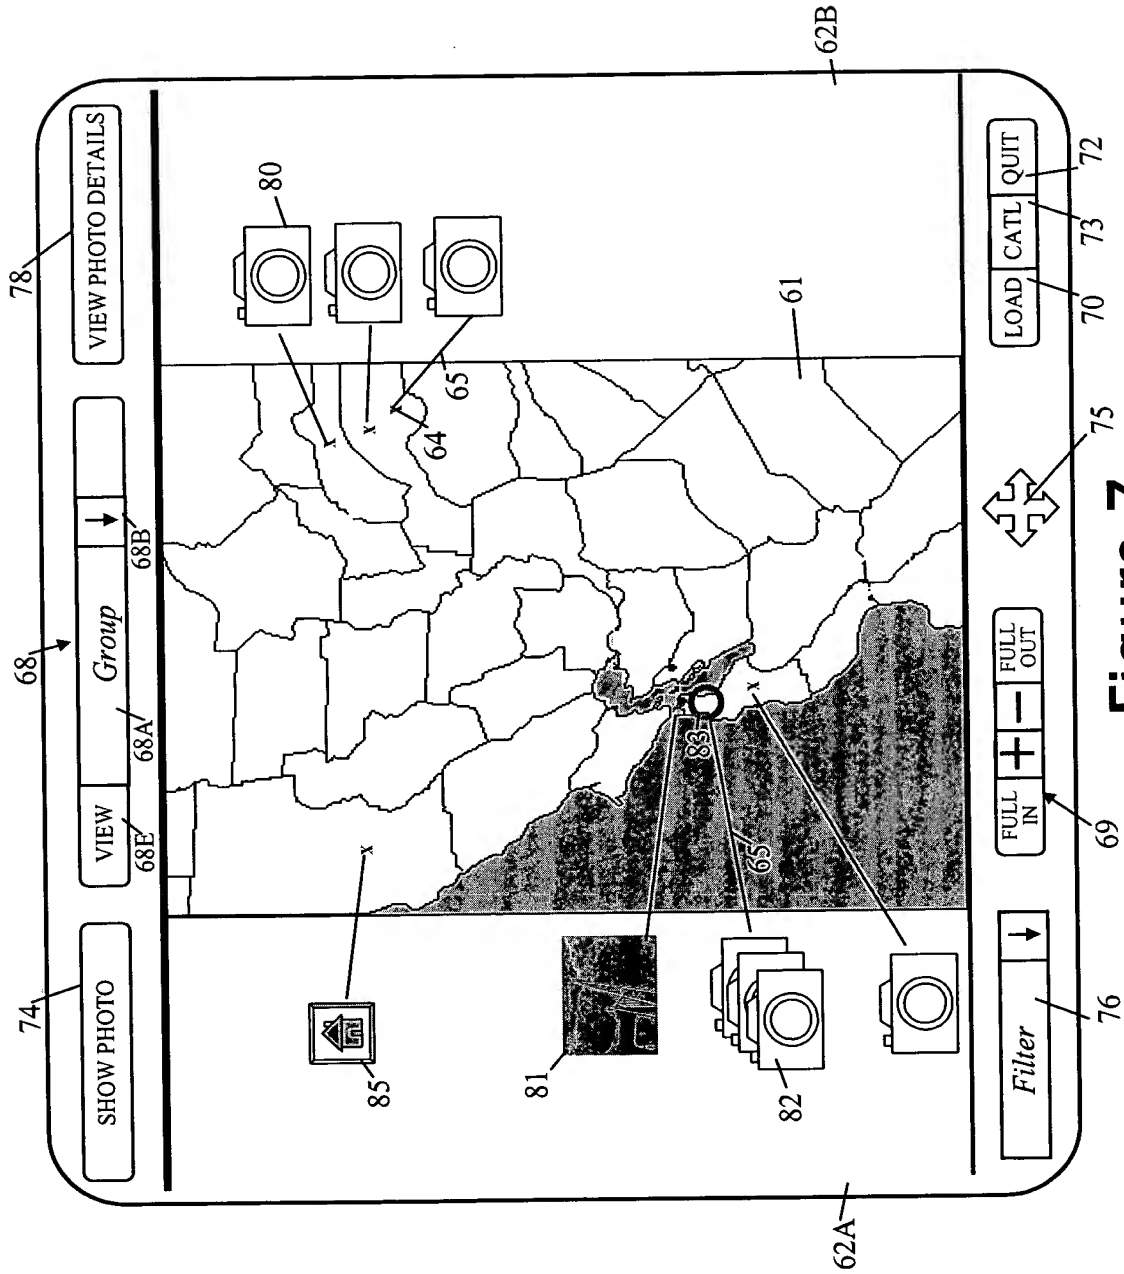 74
68
78
SHOW PHOTO
VIEW
Group
↓
VIEW PHOTO DETAILS
68E
68A
68B
80
85
64
65
81
83
65
61
82
62A
62B
Filter
↓
FULL IN
+
−
FULL OUT
LOAD
CATL
QUIT
76
69
75
70
73
72
Figure 7